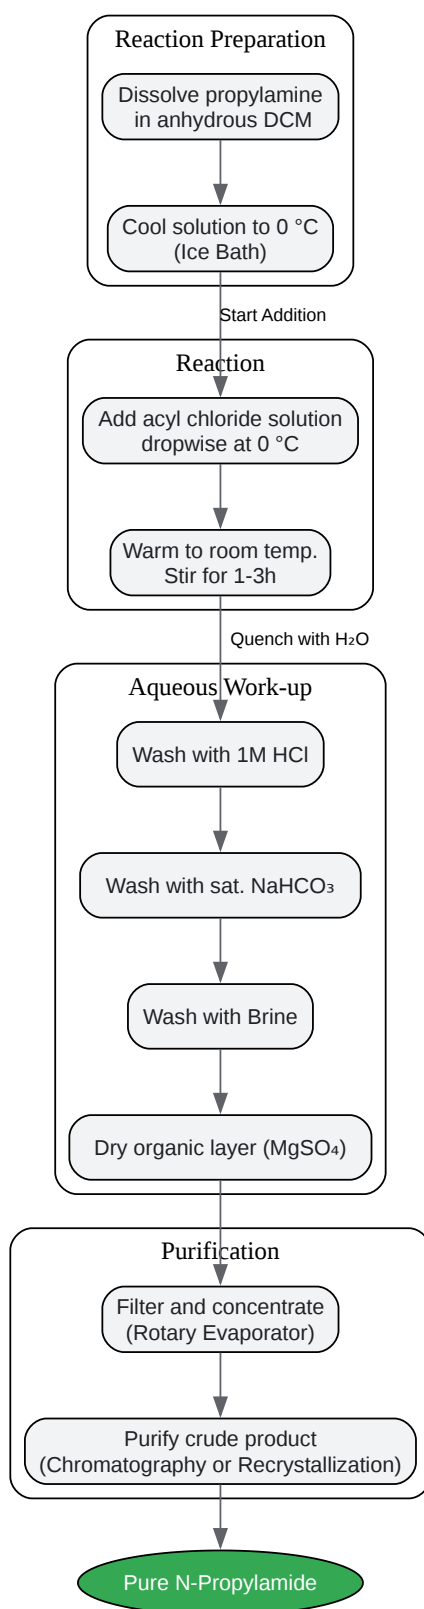 Reaction Preparation
Dissolve propylamine
in anhydrous DCM
Cool solution to 0 °C
(Ice Bath)
Start Addition
Reaction
Add acyl chloride solution
dropwise at 0 °C
Warm to room temp.
Stir for 1-3h
Quench with H₂O
Aqueous Work-up
Wash with 1M HCl
Wash with sat. NaHCO₃
Wash with Brine
Dry organic layer (MgSO₄)
Purification
Filter and concentrate
(Rotary Evaporator)
Purify crude product
(Chromatography or Recrystallization)
Pure N-Propylamide